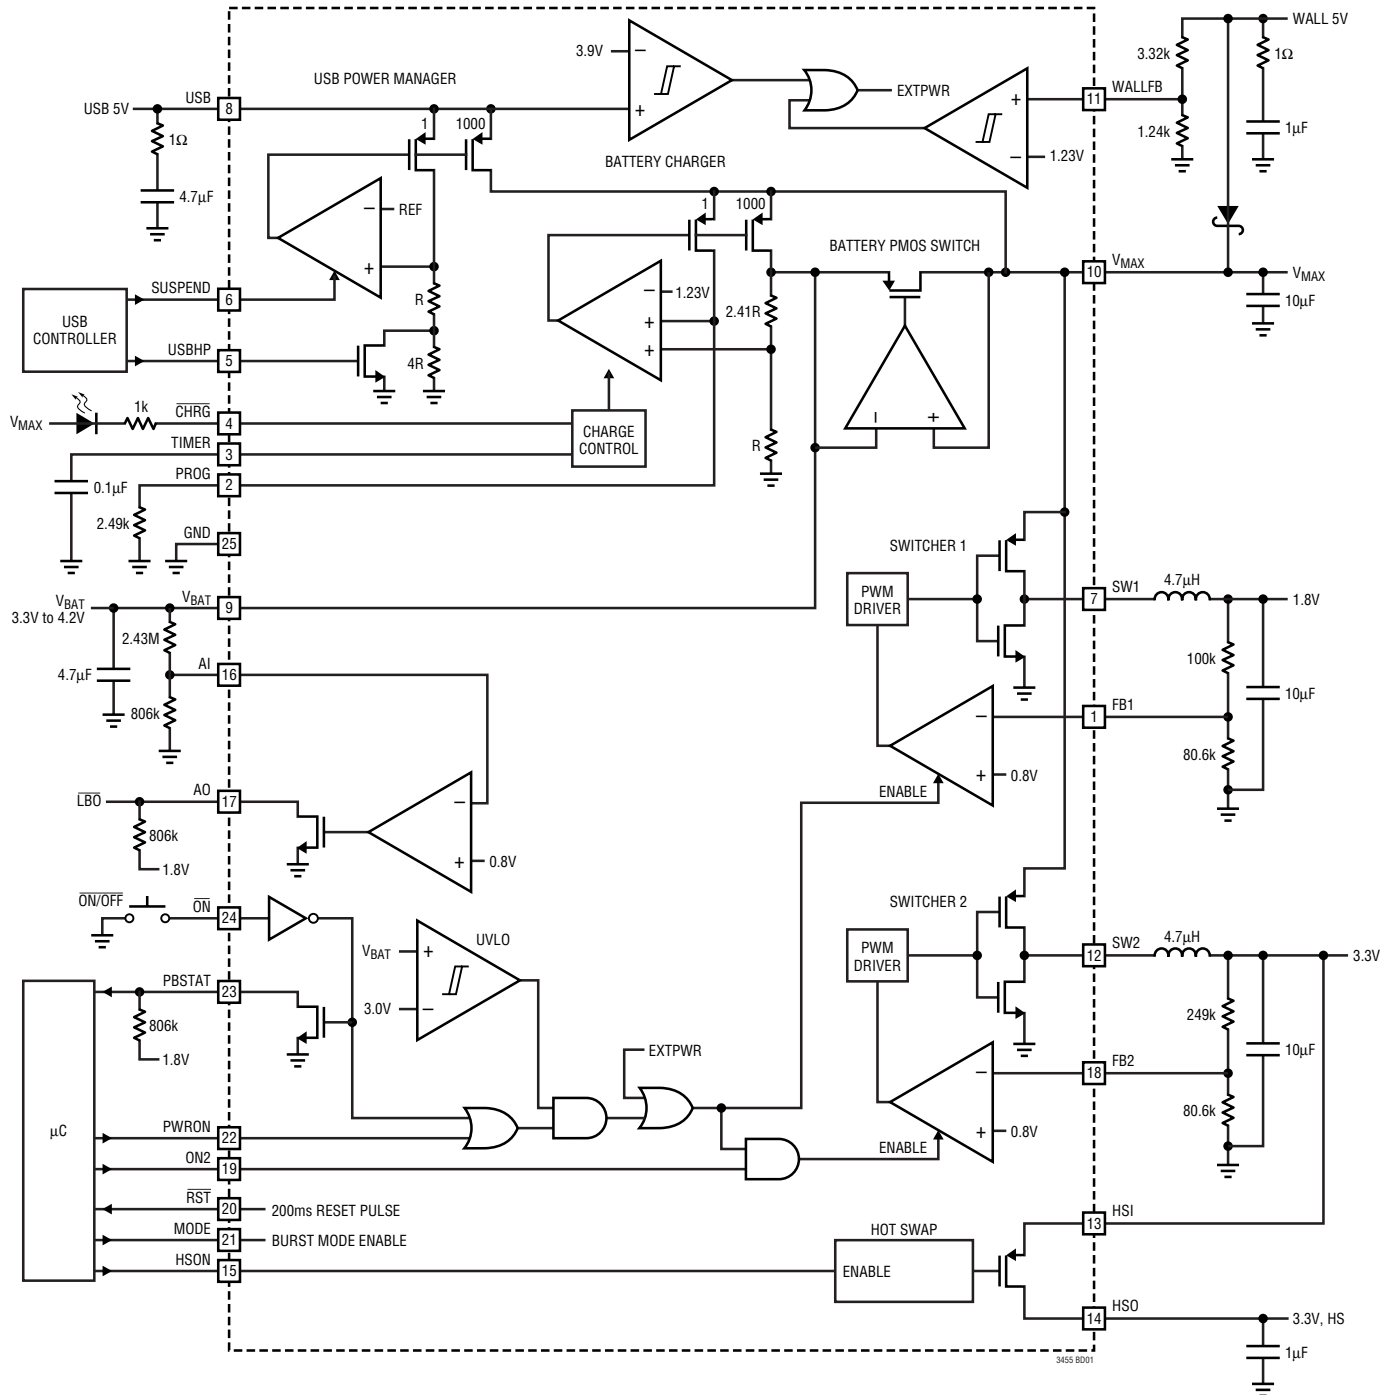 WALL 5V
3.32k
1Ω
3.9V
−
+
USB POWER MANAGER
USB
USB 5V
8
EXTPWR
+
−
1.23V
11
WALLFB
1.24k
1µF
1Ω
4.7µF
1
1000
BATTERY CHARGER
−
REF
+
1
1000
BATTERY PMOS SWITCH
10
VMAX
VMAX
10µF
SUSPEND
6
USB
CONTROLLER
USBHP
5
R
4R
−
1.23V
+
+
2.41R
R
−
+
VMAX
1k
CHRG
4
TIMER
3
PROG
2
CHARGE
CONTROL
0.1µF
2.49k
GND
25
SWITCHER 1
PWM
DRIVER
7
SW1
4.7µH
1.8V
100k
10µF
VBAT
3.3V to 4.2V
VBAT
9
2.43M
AI
16
4.7µF
806k
−
+
0.8V
1
FB1
80.6k
ENABLE
LBO
AO
17
806k
1.8V
−
+
0.8V
ON/OFF
ON
24
UVLO
VBAT
+
3.0V
−
SWITCHER 2
PWM
DRIVER
12
SW2
4.7µH
3.3V
249k
10µF
PBSTAT
23
806k
1.8V
EXTPWR
−
+
0.8V
18
FB2
80.6k
ENABLE
µC
PWRON
22
ON2
19
RST
20
200ms RESET PULSE
MODE
21
BURST MODE ENABLE
HSON
15
HOT SWAP
ENABLE
13
HSI
14
HSO
3.3V, HS
1µF
3455 BD01